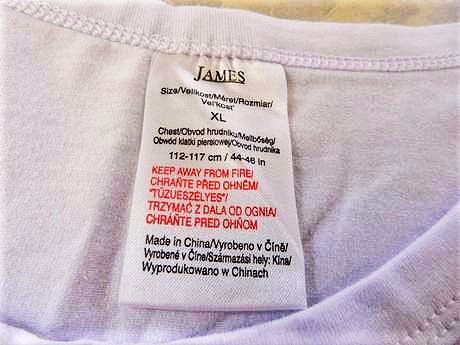 JAMES
Size/Velikost/Méret/Rozmiar/
Veľkosť
XL
Chest/Obvod hrudníku/Mellbőség/
Obwód klatki piersiowej/Obvod hrudníka
112-117 cm / 44-46 in
KEEP AWAY FROM FIRE/
CHRAŇTE PŘED OHNĚM/
"TŰZUESZÉLYES"/
TRZYMAĆ Z DALA OD OGNIA/
CHRÁŇTE PŘED OHŇOM
Made in China/Vyrobeno v Číně/
Vyrobené v Číne/Származási hely: Kína/
Wyprodukowano w Chinach